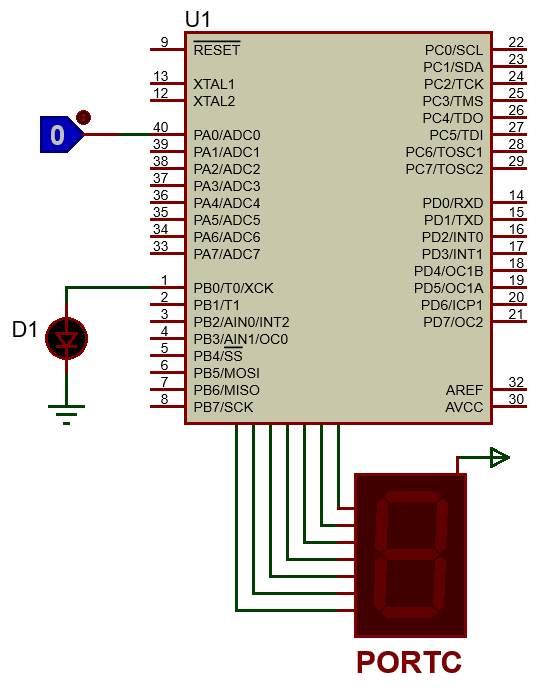 U1
9 RESET
13 XTAL1
12 XTAL2
0
40 PA0/ADC0
39 PA1/ADC1
38 PA2/ADC2
37 PA3/ADC3
36 PA4/ADC4
35 PA5/ADC5
34 PA6/ADC6
33 PA7/ADC7
1 PB0/T0/XCK
2 PB1/T1
3 PB2/AIN0/INT2
4 PB3/AIN1/OC0
5 PB4/SS
6 PB5/MOSI
7 PB6/MISO
8 PB7/SCK
D1
PC0/SCL 22
PC1/SDA 23
PC2/TCK 24
PC3/TMS 25
PC4/TDO 26
PC5/TDI 27
PC6/TOSC1 28
PC7/TOSC2 29
PD0/RXD 14
PD1/TXD 15
PD2/INT0 16
PD3/INT1 17
PD4/OC1B 18
PD5/OC1A 19
PD6/ICP1 20
PD7/OC2 21
AREF 32
AVCC 30
PORTC